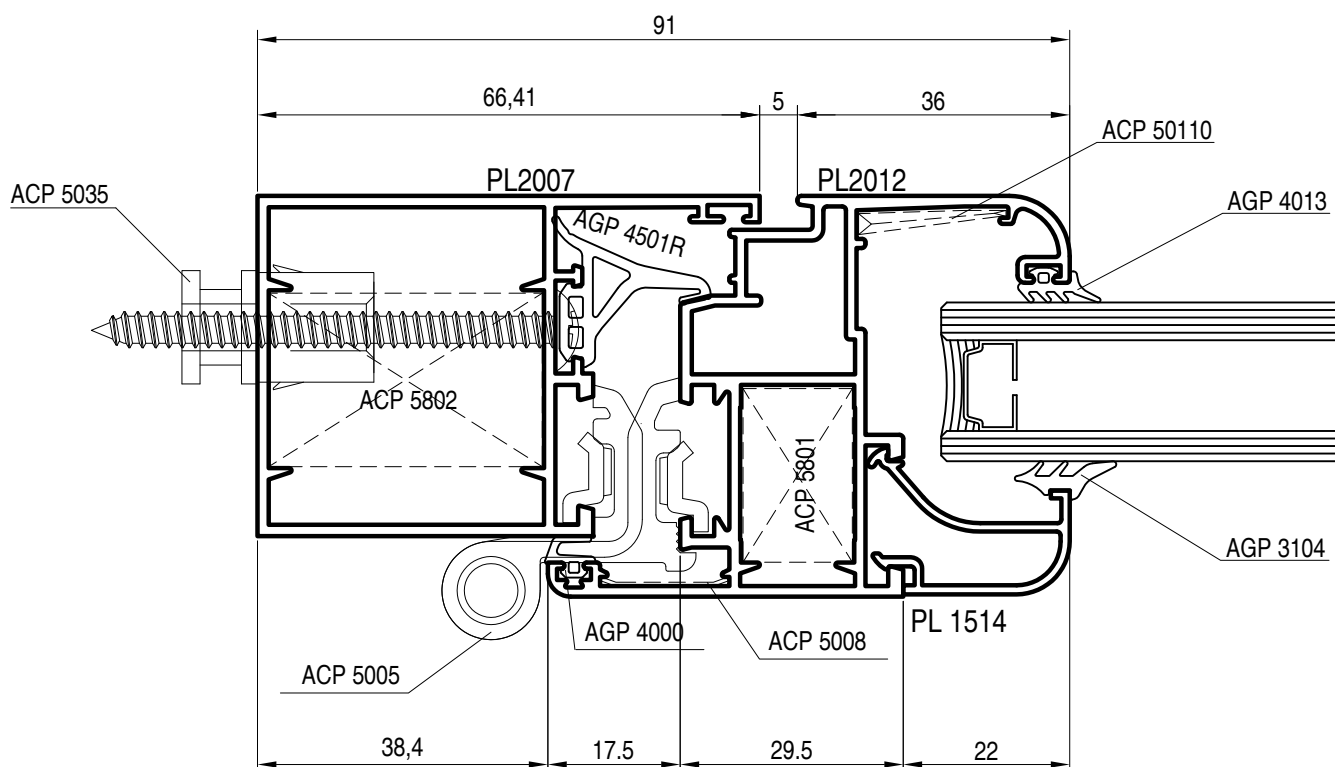 91
66,41
5
36
ACP 50110
ACP 5035
PL2007
PL2012
AGP 4013
AGP 4501R
ACP 5802
ACP 5801
AGP 3104
PL 1514
AGP 4000
ACP 5008
ACP 5005
38,4
17.5
29.5
22